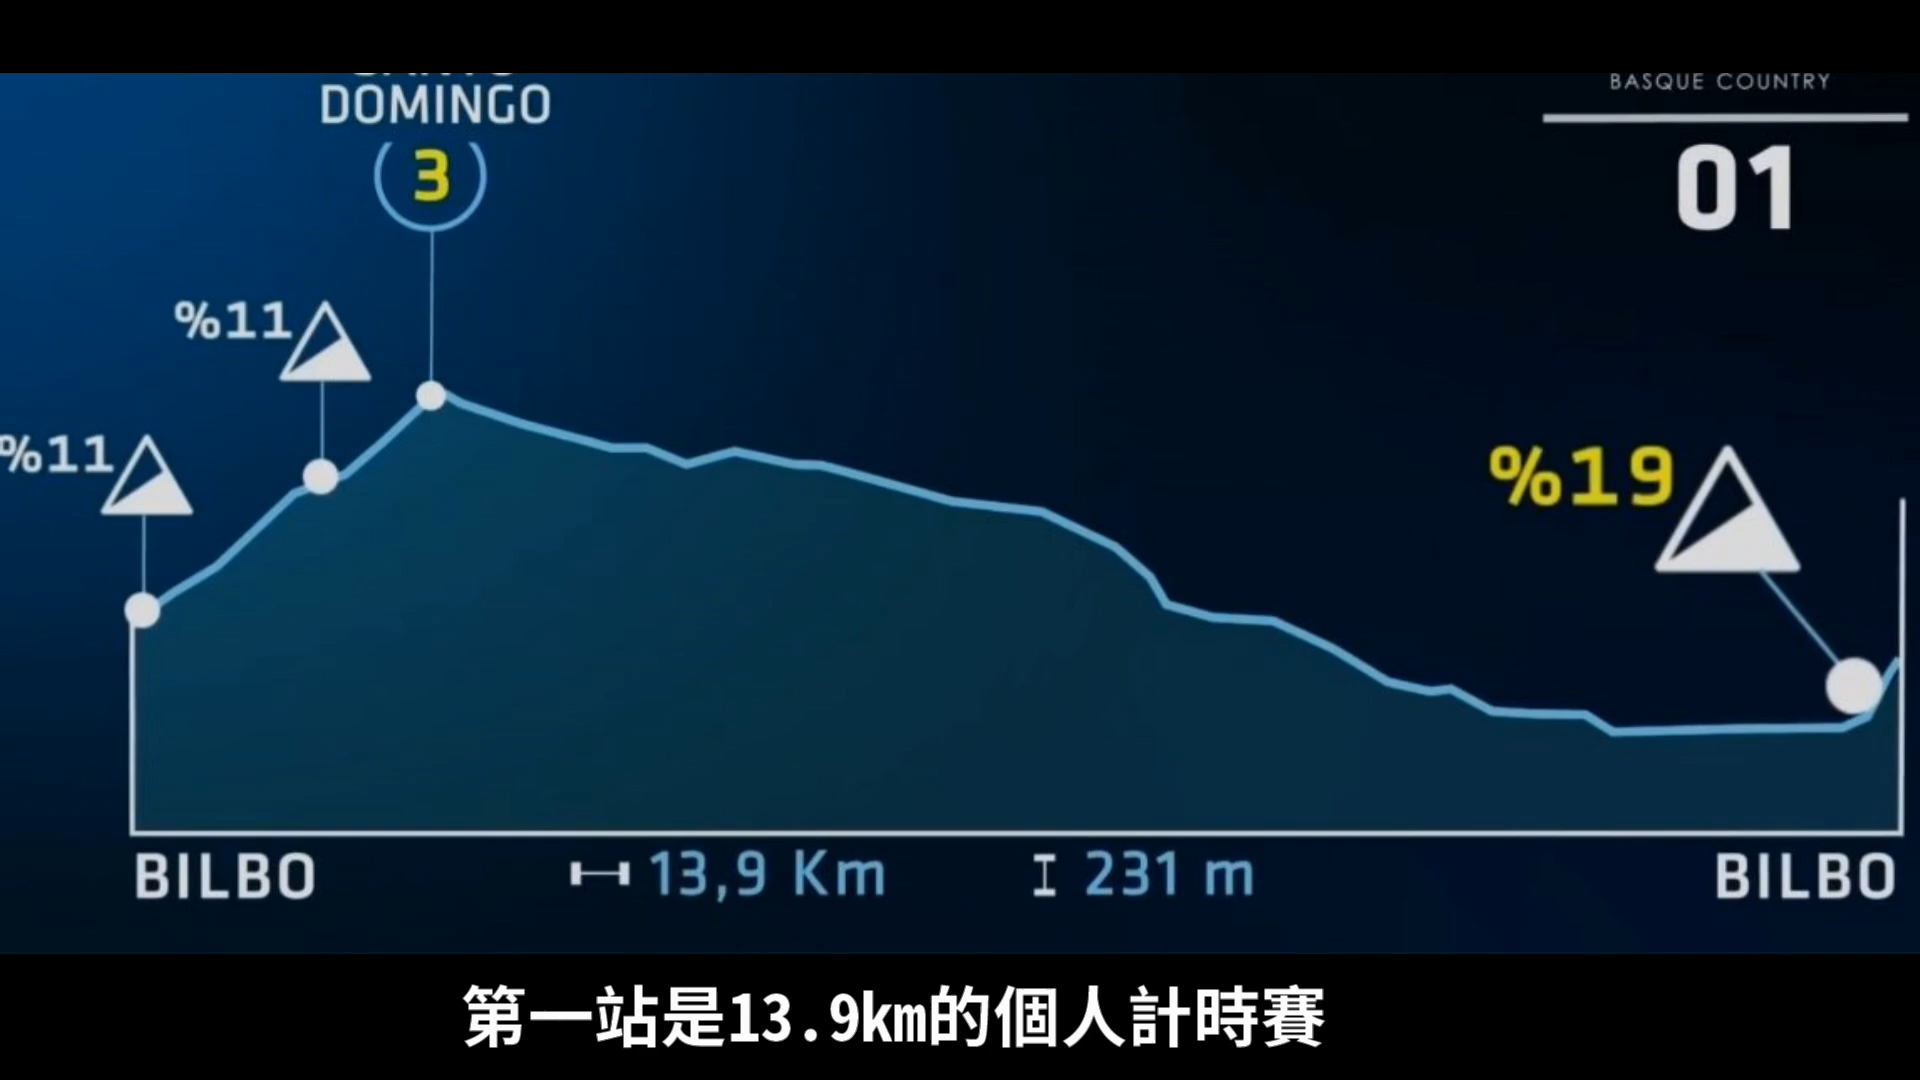 DOMINGO
3
BASQUE COUNTRY
01
%11
%11
%19
BILBO
13,9 Km
231 m
BILBO
第一站是13.9km的個人計時賽